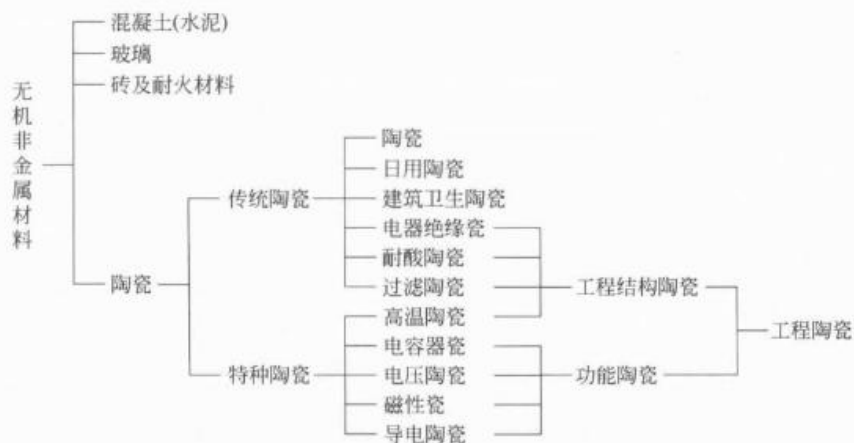 混凝土(水泥)
玻璃
砖及耐火材料
无机非金属材料
陶瓷
传统陶瓷
特种陶瓷
陶瓷
日用陶瓷
建筑卫生陶瓷
电器绝缘瓷
耐酸陶瓷
过滤陶瓷
高温陶瓷
电容器瓷
电压陶瓷
磁性瓷
导电陶瓷
工程结构陶瓷
功能陶瓷
工程陶瓷